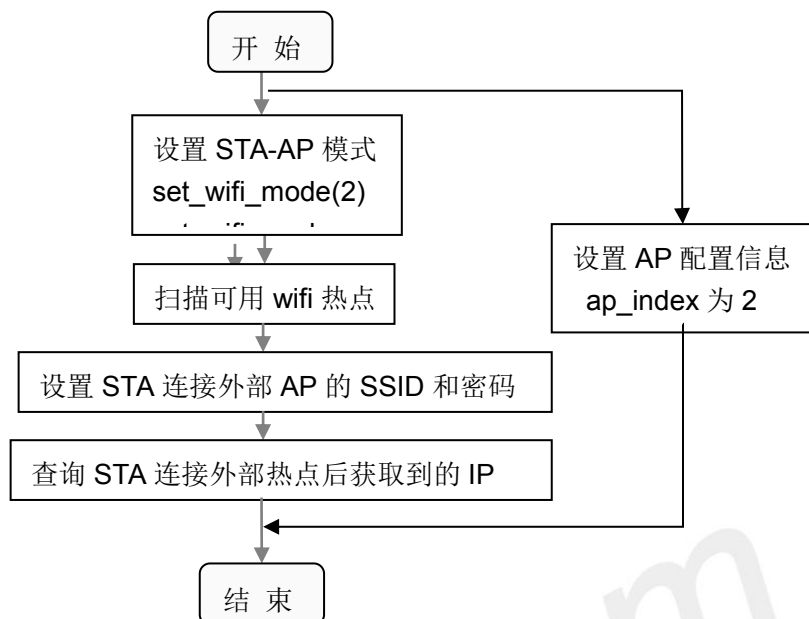 开 始
设置 STA-AP 模式
set_wifi_mode(2)
扫描可用 wifi 热点
设置 AP 配置信息
ap_index 为 2
设置 STA 连接外部 AP 的 SSID 和密码
查询 STA 连接外部热点后获取到的 IP
结 束